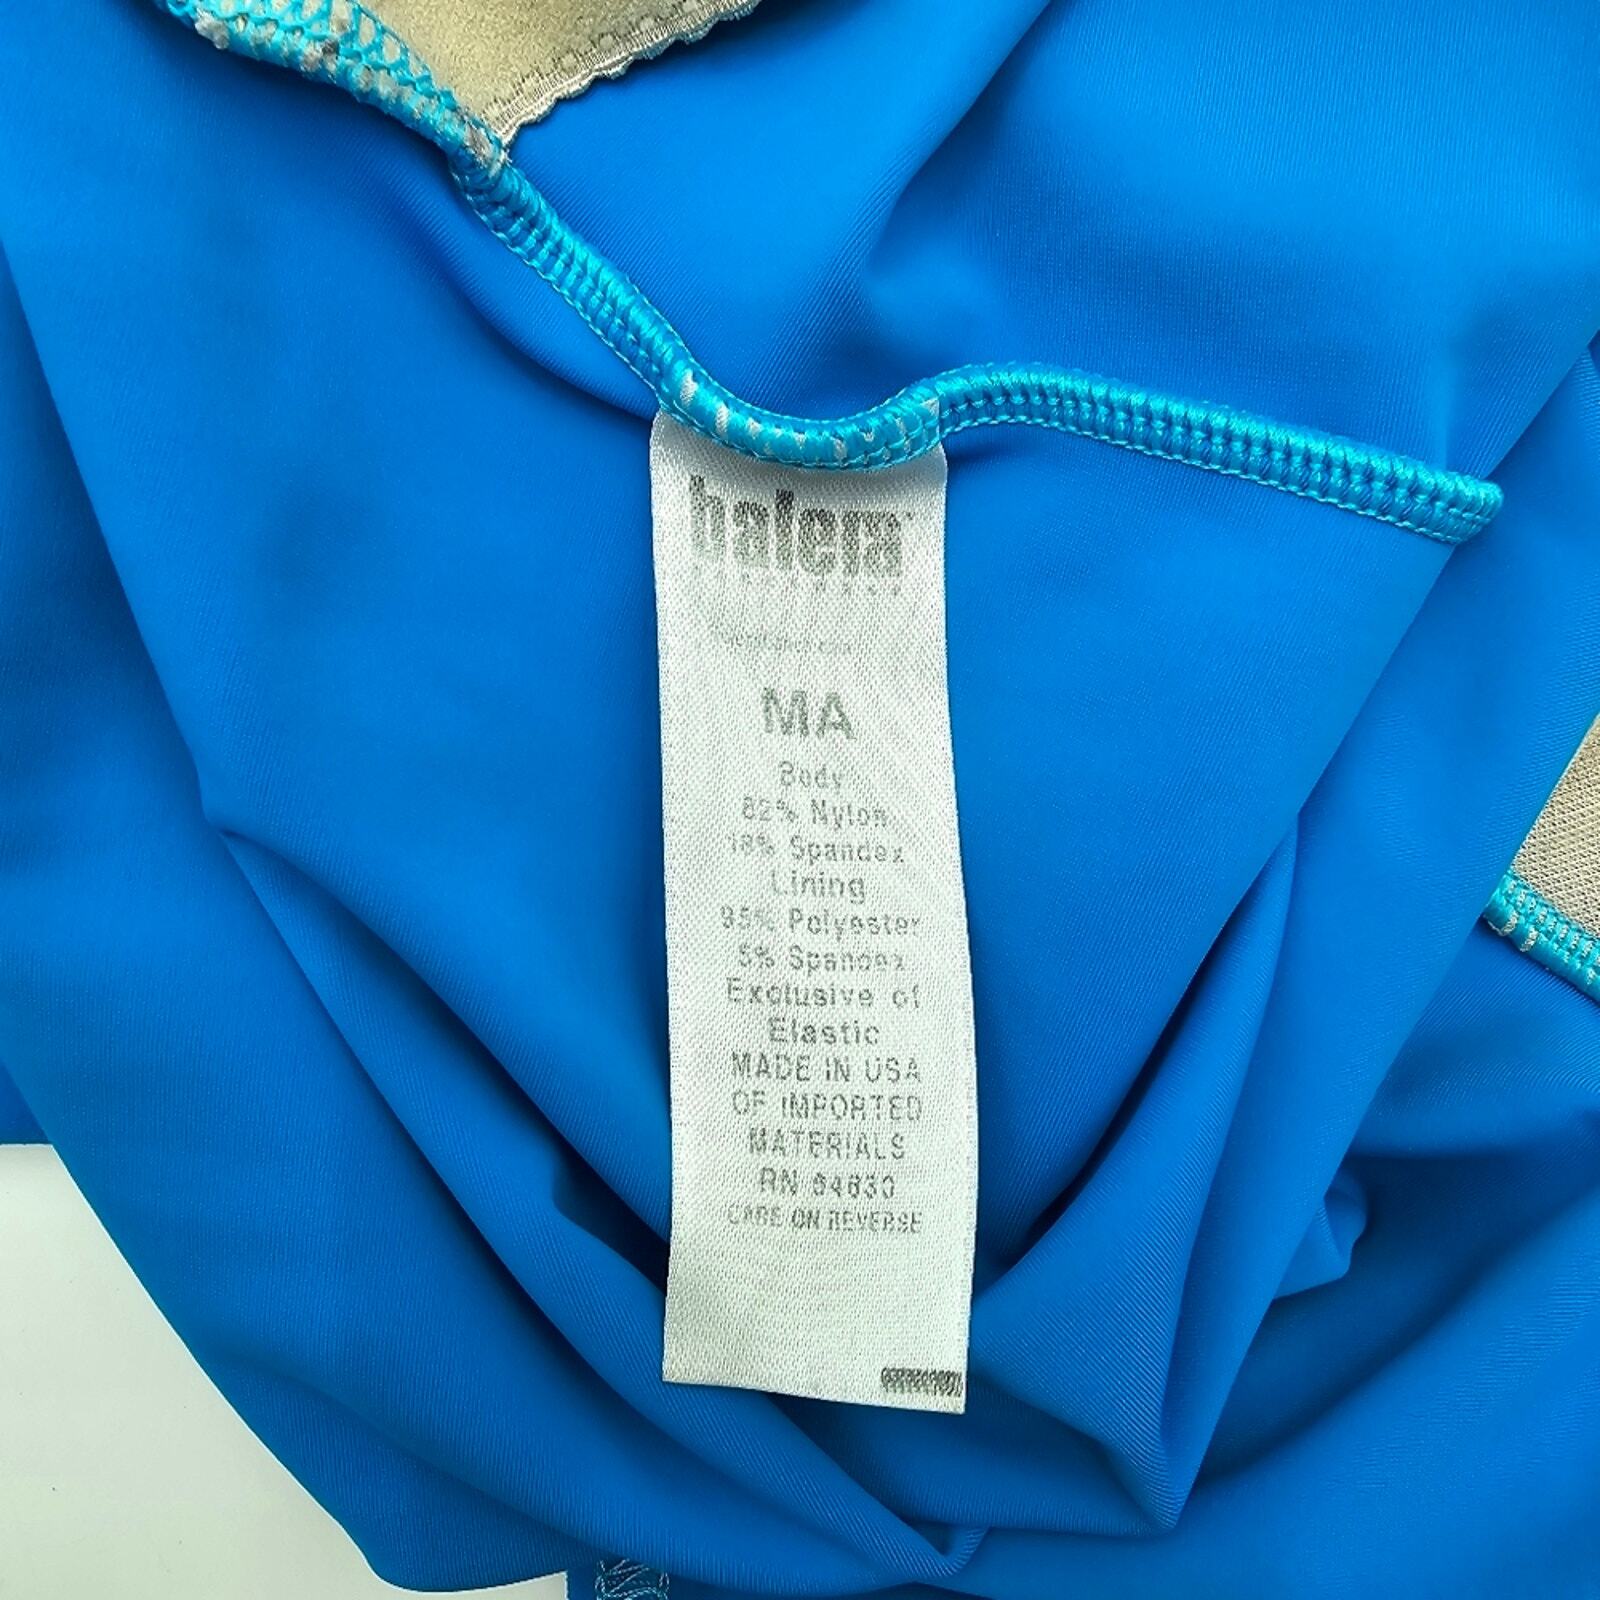 balera
MA
Body
82% Nylon
18% Spandex
Lining
95% Polyester
5% Spandex
Exclusive of
Elastic
MADE IN USA
OF IMPORTED
MATERIALS
RN 64630
CARE ON REVERSE